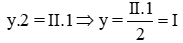 y.2 = II.1 ⇒ y = II.1/2 = I